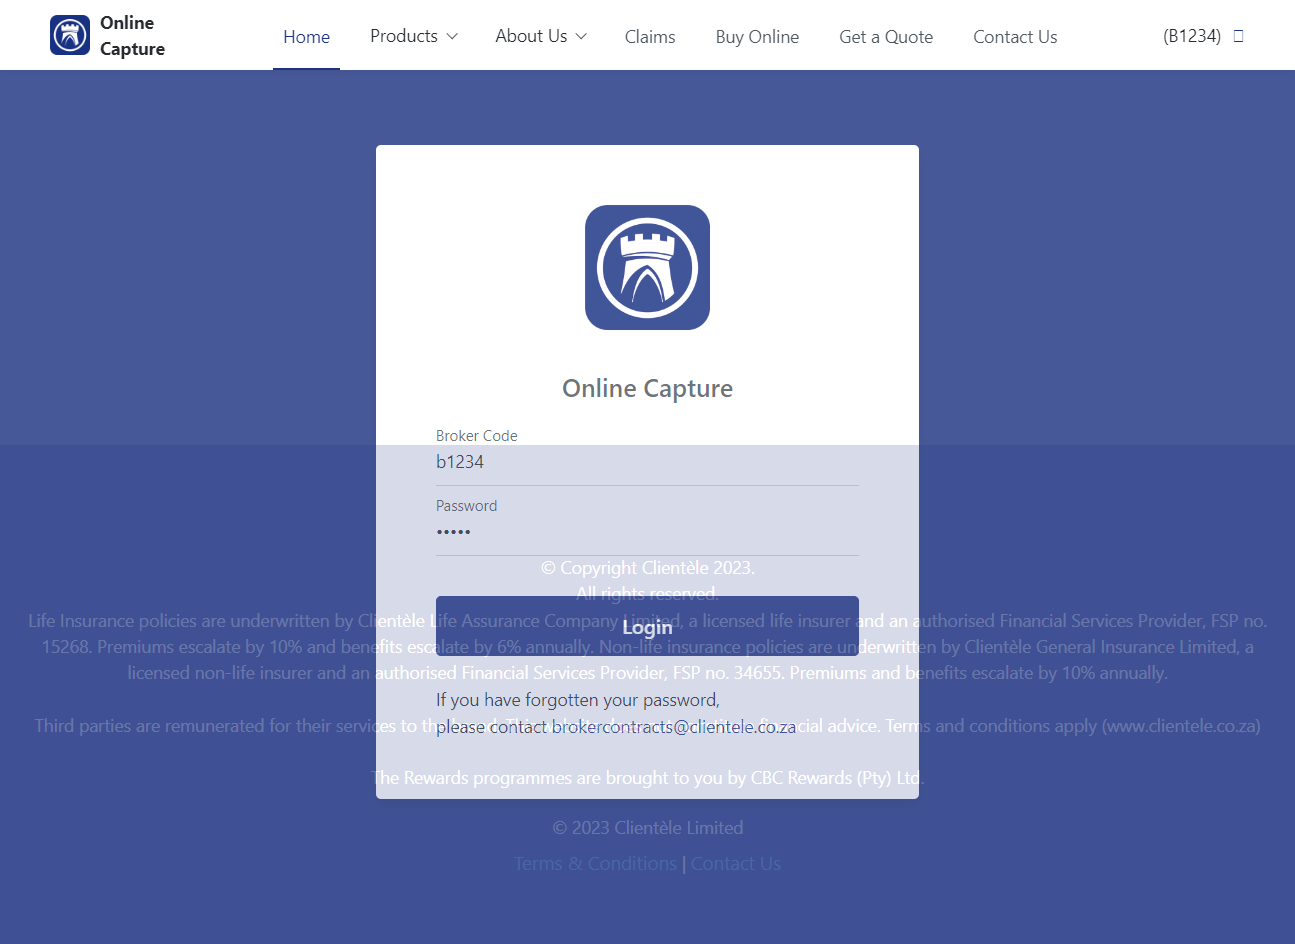 Online
Capture
Home
Products
About Us
Claims
Buy Online
Get a Quote
Contact Us
(B1234)
Online Capture
Broker Code
b1234
Password
•••••
© Copyright Clientèle 2023.
All rights reserved.
Login
Life Insurance policies are underwritten by Clientèle Life Assurance Company Limited, a licensed life insurer and an authorised Financial Services Provider, FSP no.
15268. Premiums escalate by 10% and benefits escalate by 6% annually. Non-life insurance policies are underwritten by Clientèle General Insurance Limited, a
licensed non-life insurer and an authorised Financial Services Provider, FSP no. 34655. Premiums and benefits escalate by 10% annually.
If you have forgotten your password,
please contact brokercontracts@clientele.co.za
Third parties are remunerated for their services to the financial advice. Terms and conditions apply (www.clientele.co.za)
The Rewards programmes are brought to you by CBC Rewards (Pty) Ltd.
© 2023 Clientèle Limited
Terms & Conditions | Contact Us